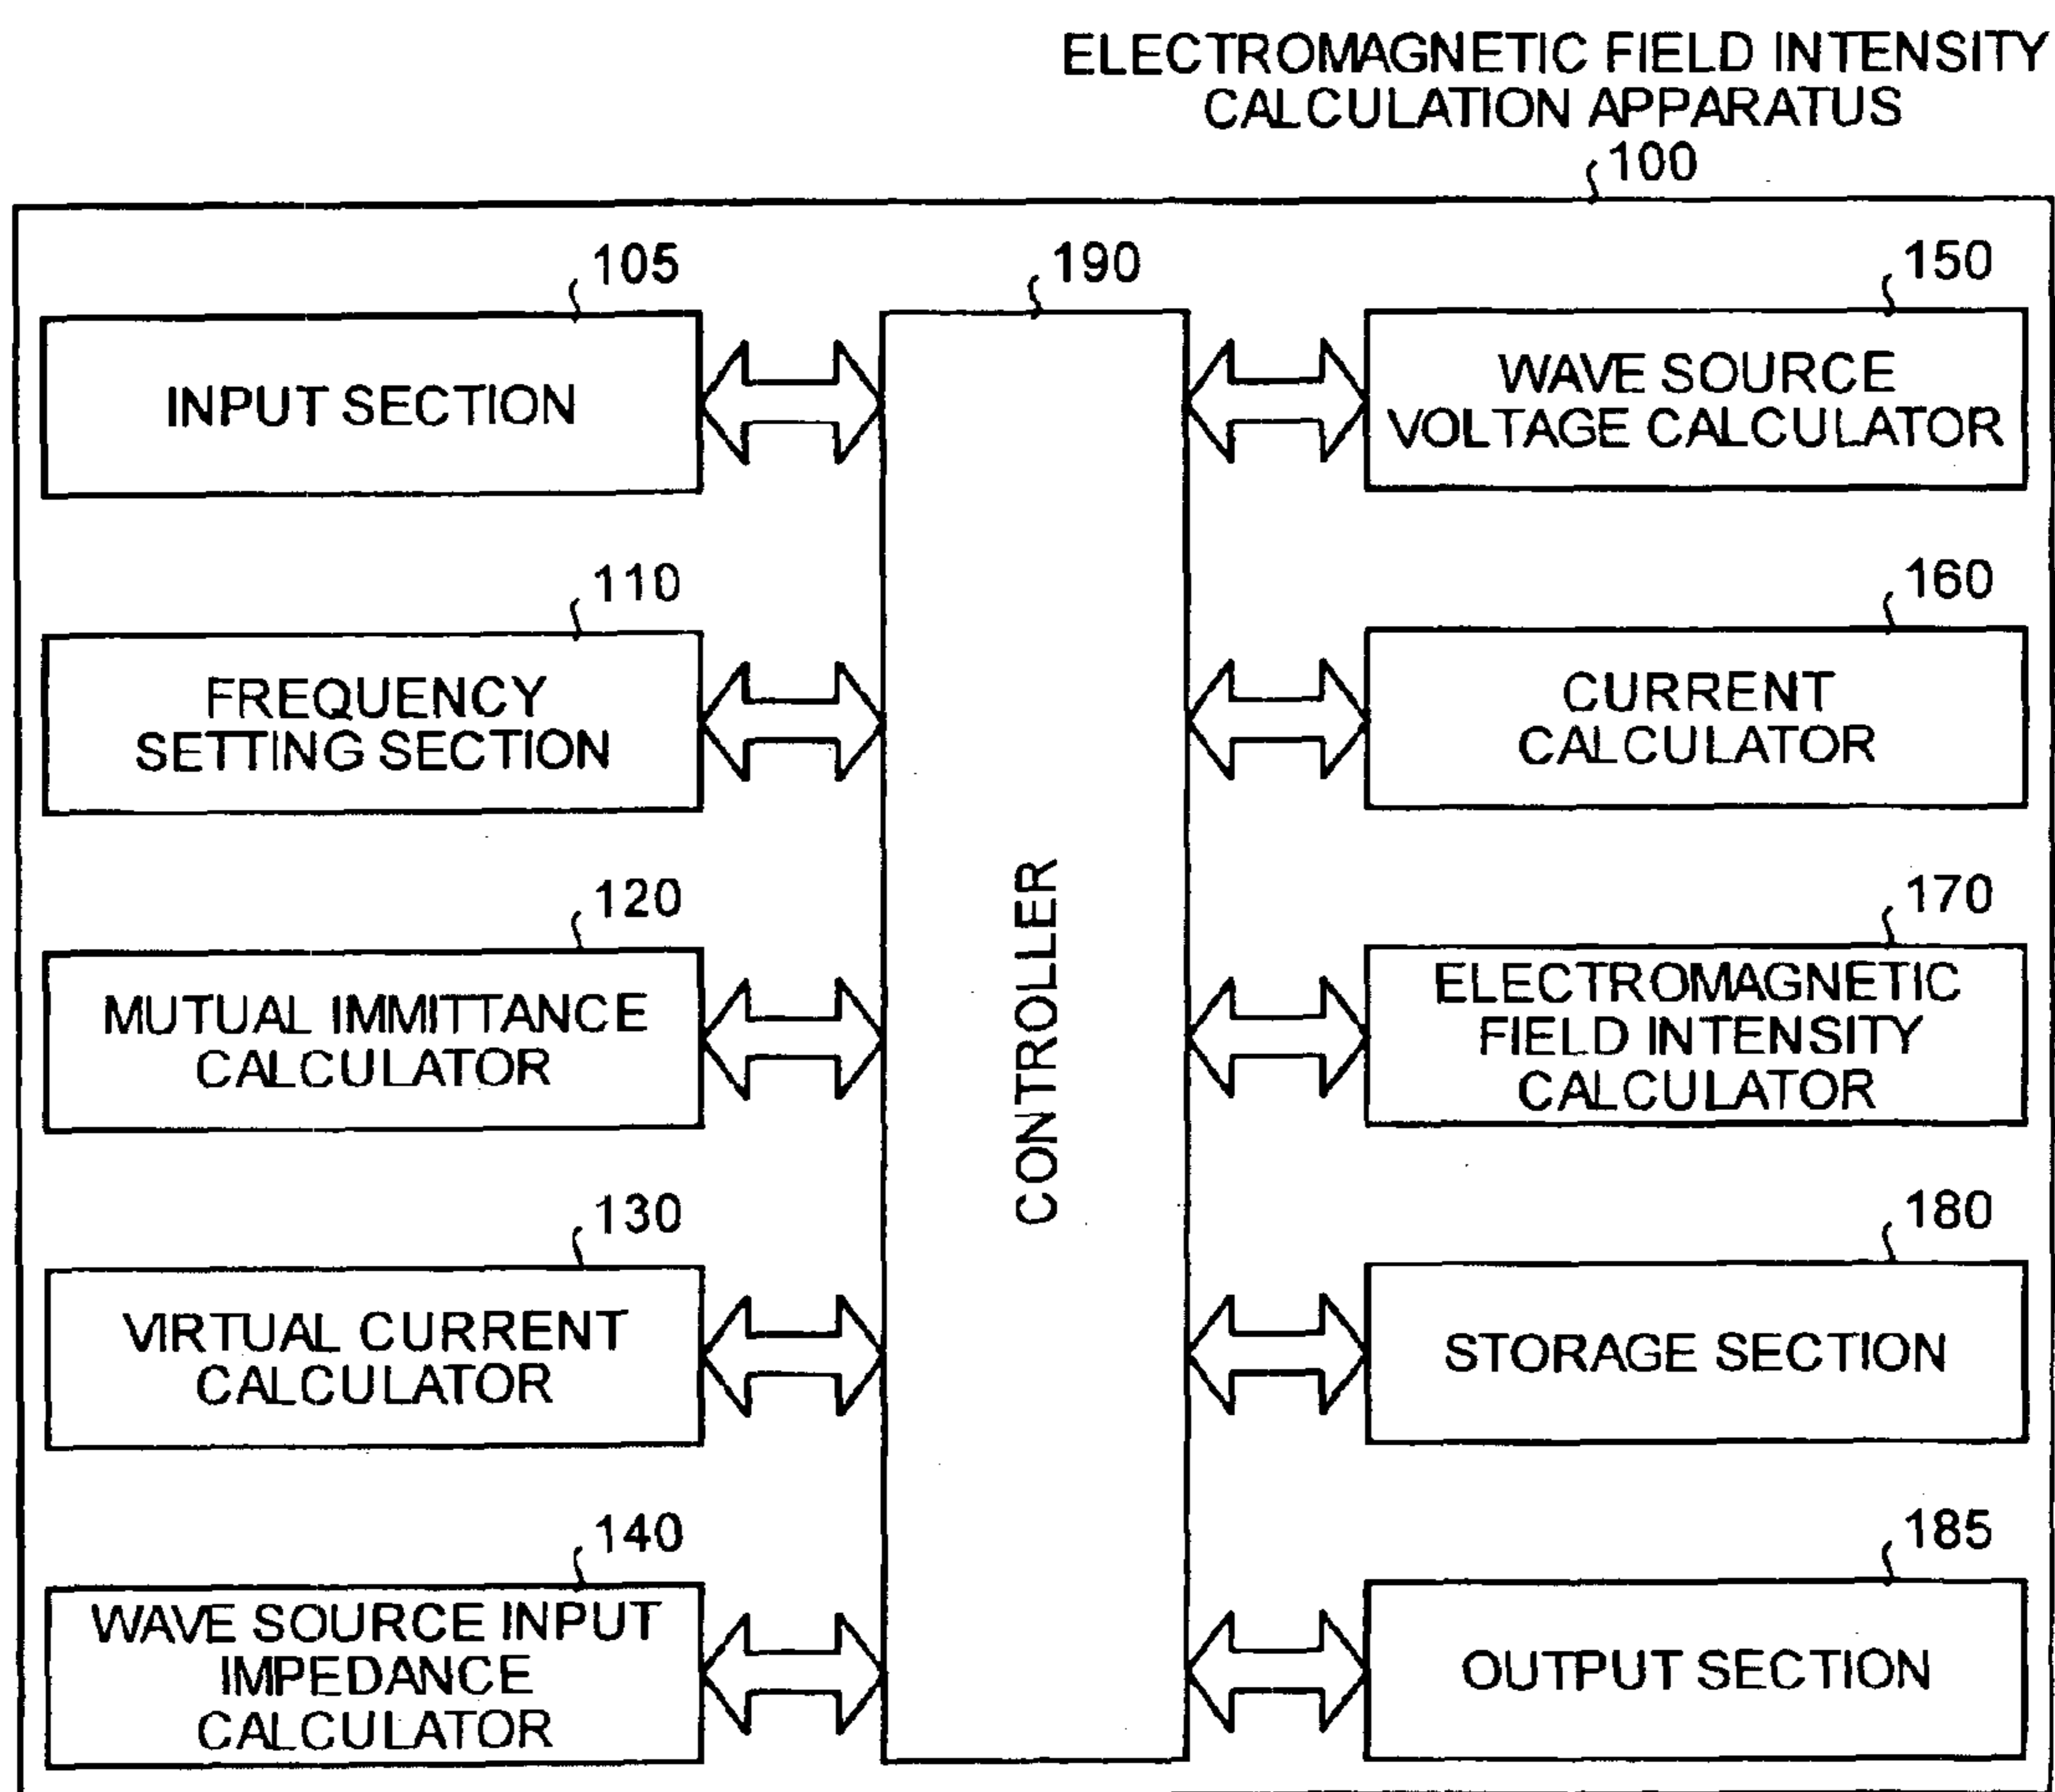 ELECTROMAGNETIC FIELD INTENSITY
CALCULATION APPARATUS
100
105
INPUT SECTION
110
FREQUENCY
SETTING SECTION
120
MUTUAL IMMITTANCE
CALCULATOR
130
VIRTUAL CURRENT
CALCULATOR
140
WAVE SOURCE INPUT
IMPEDANCE
CALCULATOR
190
CONTROLLER
150
WAVE SOURCE
VOLTAGE CALCULATOR
160
CURRENT
CALCULATOR
170
ELECTROMAGNETIC
FIELD INTENSITY
CALCULATOR
180
STORAGE SECTION
185
OUTPUT SECTION